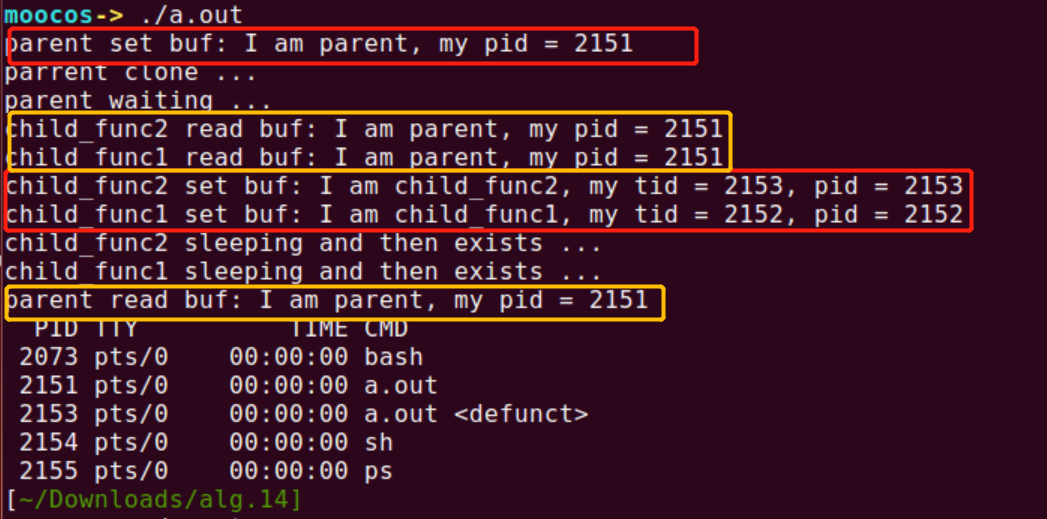 moocos-> ./a.out
parent set buf: I am parent, my pid = 2151
parrent clone ...
parent waiting ...
child_func2 read buf: I am parent, my pid = 2151
child_func1 read buf: I am parent, my pid = 2151
child_func2 set buf: I am child_func2, my tid = 2153, pid = 2153
child_func1 set buf: I am child_func1, my tid = 2152, pid = 2152
child_func2 sleeping and then exists ...
child_func1 sleeping and then exists ...
parent read buf: I am parent, my pid = 2151
PID TTY TIME CMD
2073 pts/0 00:00:00 bash
2151 pts/0 00:00:00 a.out
2153 pts/0 00:00:00 a.out <defunct>
2154 pts/0 00:00:00 sh
2155 pts/0 00:00:00 ps
[~/Downloads/alg.14]